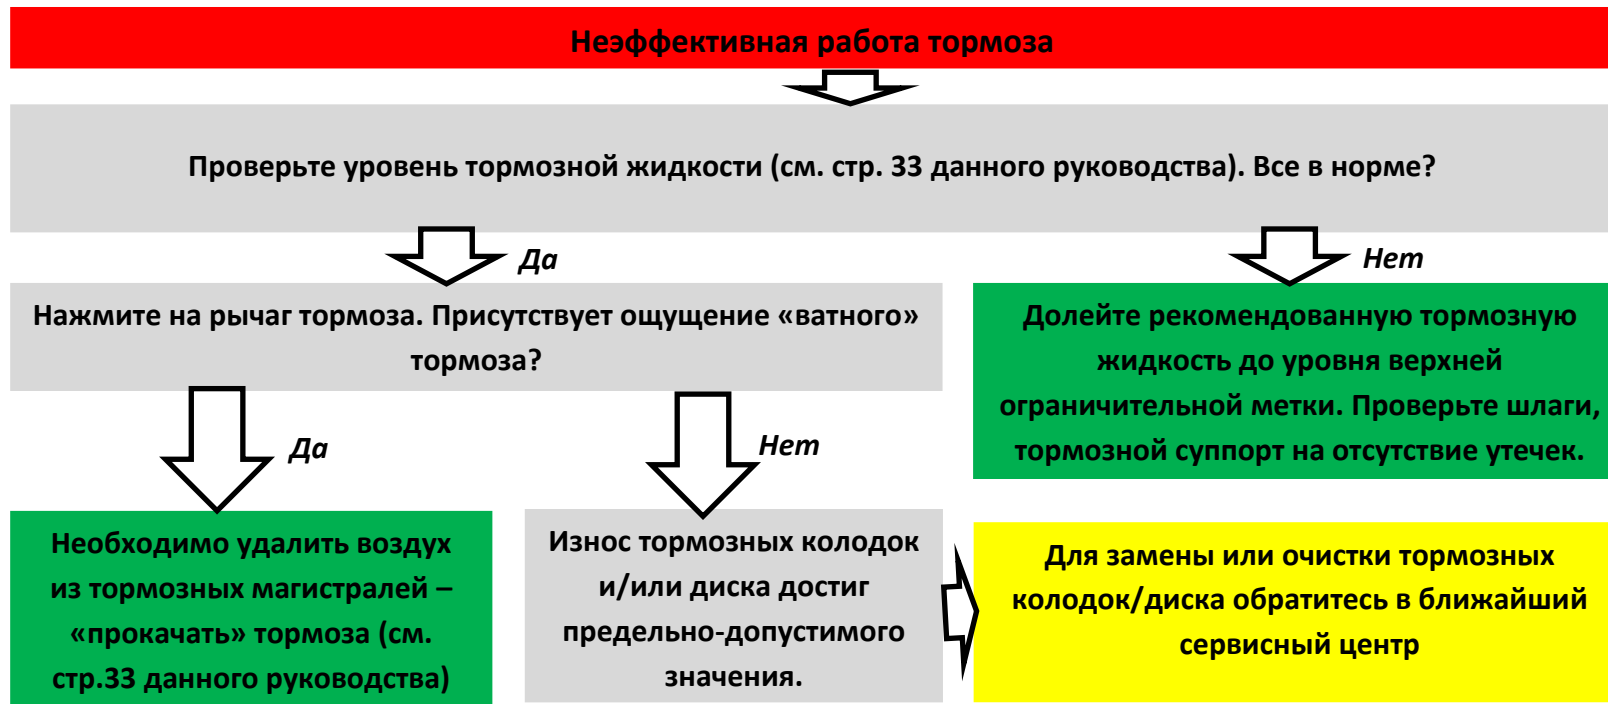 Неэффективная работа тормоза
Проверьте уровень тормозной жидкости (см. стр. 33 данного руководства). Все в норме?
Да
Нет
Нажмите на рычаг тормоза. Присутствует ощущение «ватного»
тормоза?
Долейте рекомендованную тормозную
жидкость до уровня верхней
ограничительной метки. Проверьте шлаги,
тормозной суппорт на отсутствие утечек.
Да
Нет
Необходимо удалить воздух
из тормозных магистралей –
«прокачать» тормоза (см.
стр.33 данного руководства)
Износ тормозных колодок
и/или диска достиг
предельно-допустимого
значения.
Для замены или очистки тормозных
колодок/диска обратитесь в ближайший
сервисный центр